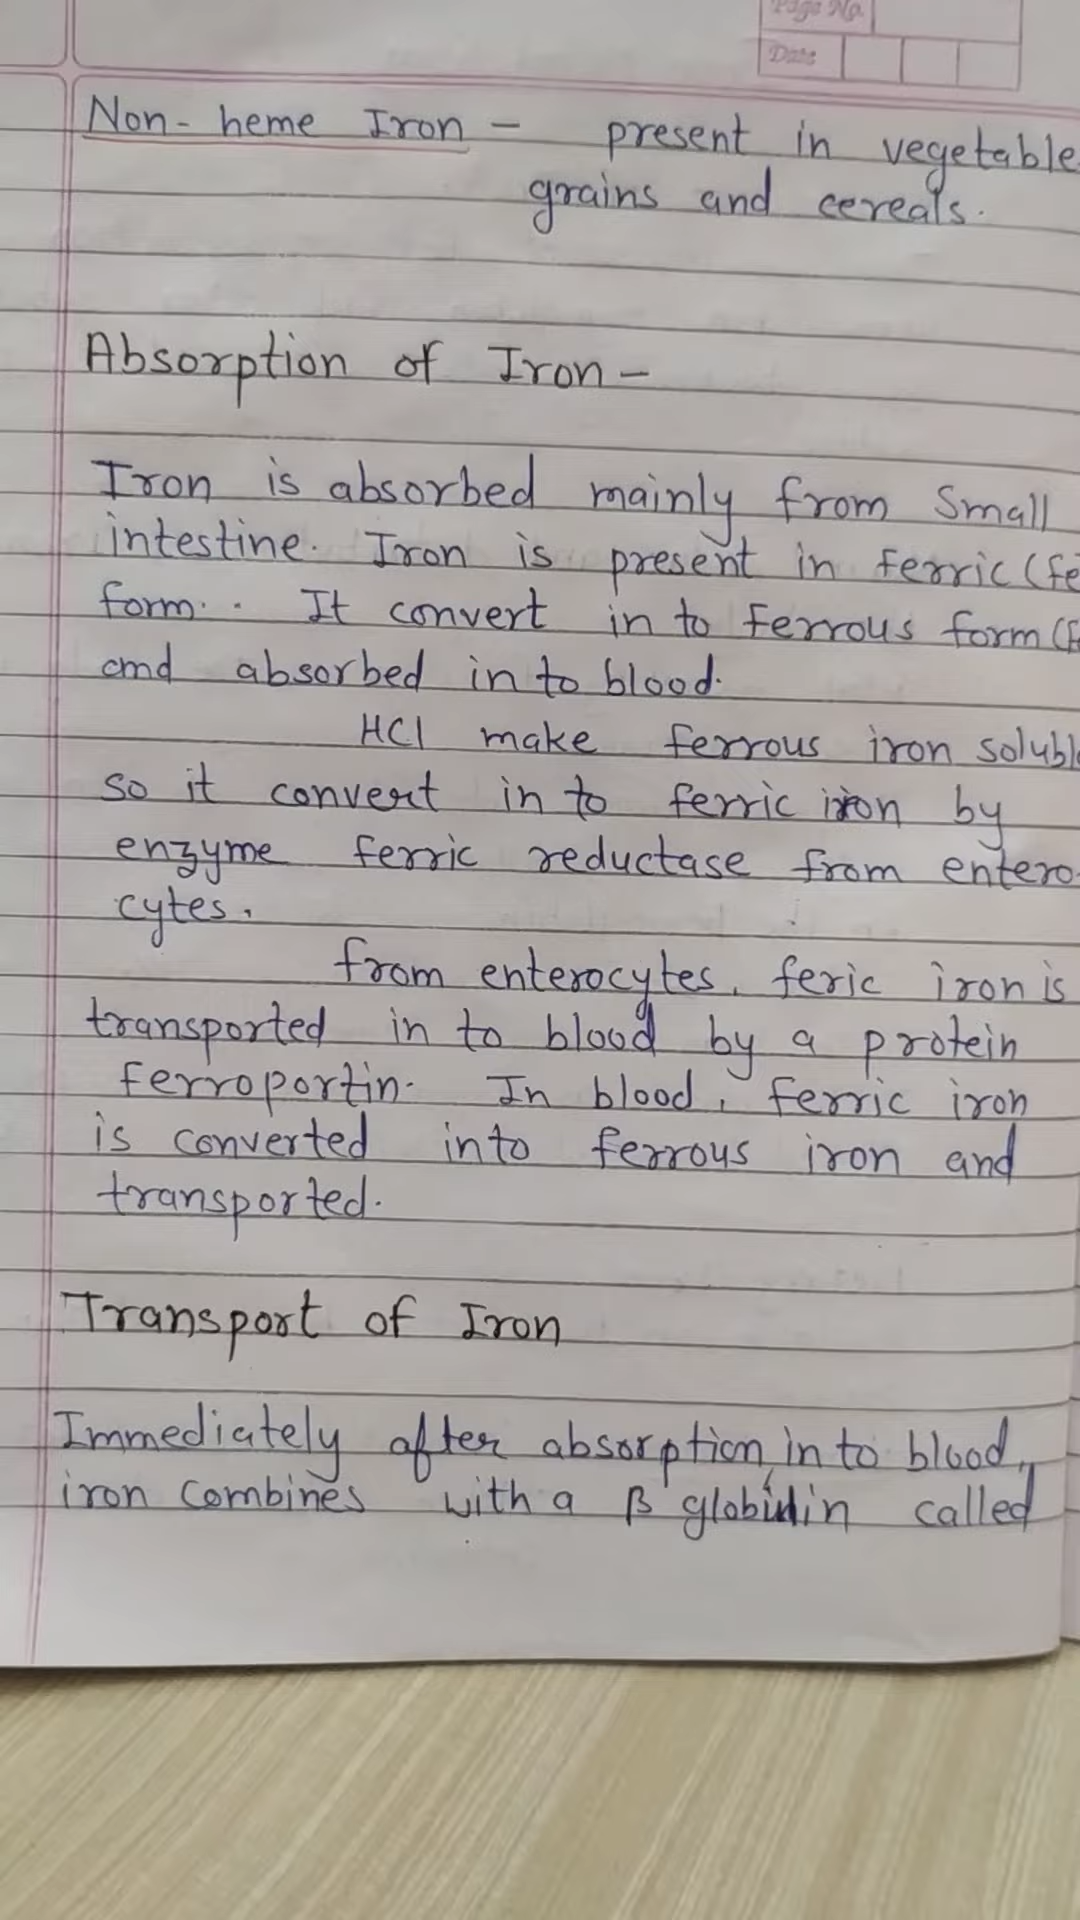 Page No.
Date
Non-heme Iron - present in vegetable
grains and cereals.
Absorption of Iron -
Iron is absorbed mainly from Small
intestine. Iron is present in ferric (fe
form. . It convert in to ferrous form (f
and absorbed in to blood.
HCl make ferrous iron soluble
so it convert in to ferric iron by
enzyme ferric reductase from entero-
cytes.
from enterocytes, feric iron is
transported in to blood by a protein
ferroportin. In blood, ferric iron
is converted into ferrous iron and
transported.
Transport of Iron
Immediately after absorption in to blood,
iron combines with a β globulin called